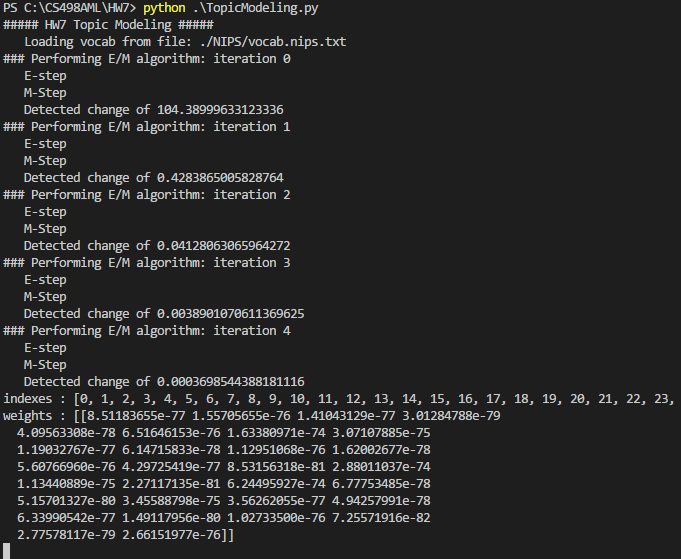 PS C:\CS498AML\HW7> python .\TopicModeling.py
##### HW7 Topic Modeling #####
Loading vocab from file: ./NIPS/vocab.nips.txt
### Performing E/M algorithm: iteration 0
E-step
M-Step
Detected change of 104.38999633123336
### Performing E/M algorithm: iteration 1
E-step
M-Step
Detected change of 0.4283865005828764
### Performing E/M algorithm: iteration 2
E-step
M-Step
Detected change of 0.04128063065964272
### Performing E/M algorithm: iteration 3
E-step
M-Step
Detected change of 0.0038901070611369625
### Performing E/M algorithm: iteration 4
E-step
M-Step
Detected change of 0.0003698544388181116
indexes : [0, 1, 2, 3, 4, 5, 6, 7, 8, 9, 10, 11, 12, 13, 14, 15, 16, 17, 18, 19, 20, 21, 22, 23,
weights : [[8.51183655e-77 1.55705655e-76 1.41043129e-77 3.01284788e-79
4.09563308e-78 6.51646153e-76 1.63380971e-74 3.07107885e-75
1.19032767e-77 6.14715833e-78 1.12951068e-76 1.62002677e-78
5.60766960e-76 4.29725419e-77 8.53156318e-81 2.88011037e-74
1.13440889e-75 2.27117135e-81 6.24495927e-74 6.77753485e-78
5.15701327e-80 3.45588798e-75 3.56262055e-77 4.94257991e-78
6.33990542e-77 1.49117956e-80 1.02733500e-76 7.25571916e-82
2.77578117e-79 2.66151977e-76]]